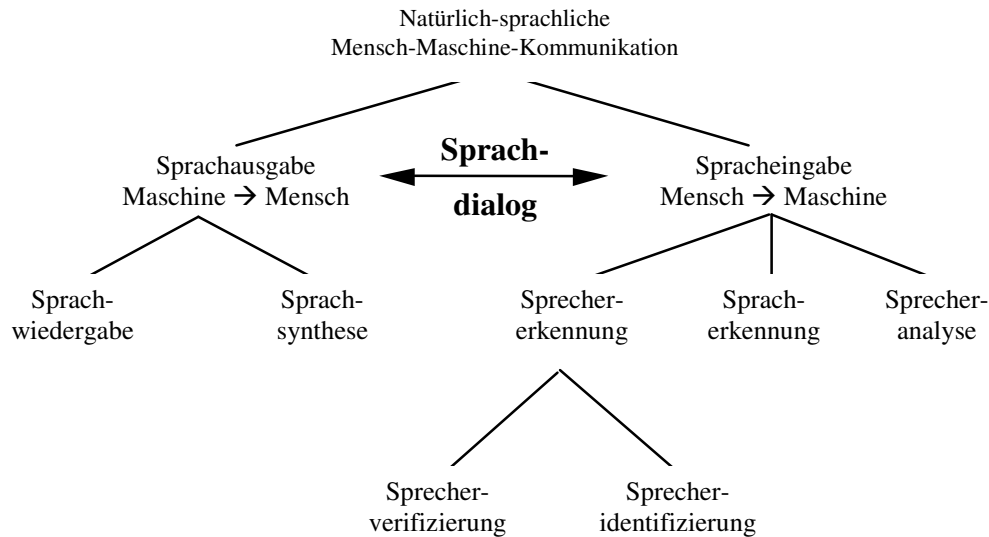 Natürlich-sprachliche
Mensch-Maschine-Kommunikation
Sprachausgabe
Maschine → Mensch
Sprach-
dialog
Spracheingabe
Mensch → Maschine
Sprach-
wiedergabe
Sprach-
synthese
Sprecher-
erkennung
Sprach-
erkennung
Sprecher-
analyse
Sprecher-
verifizierung
Sprecher-
identifizierung